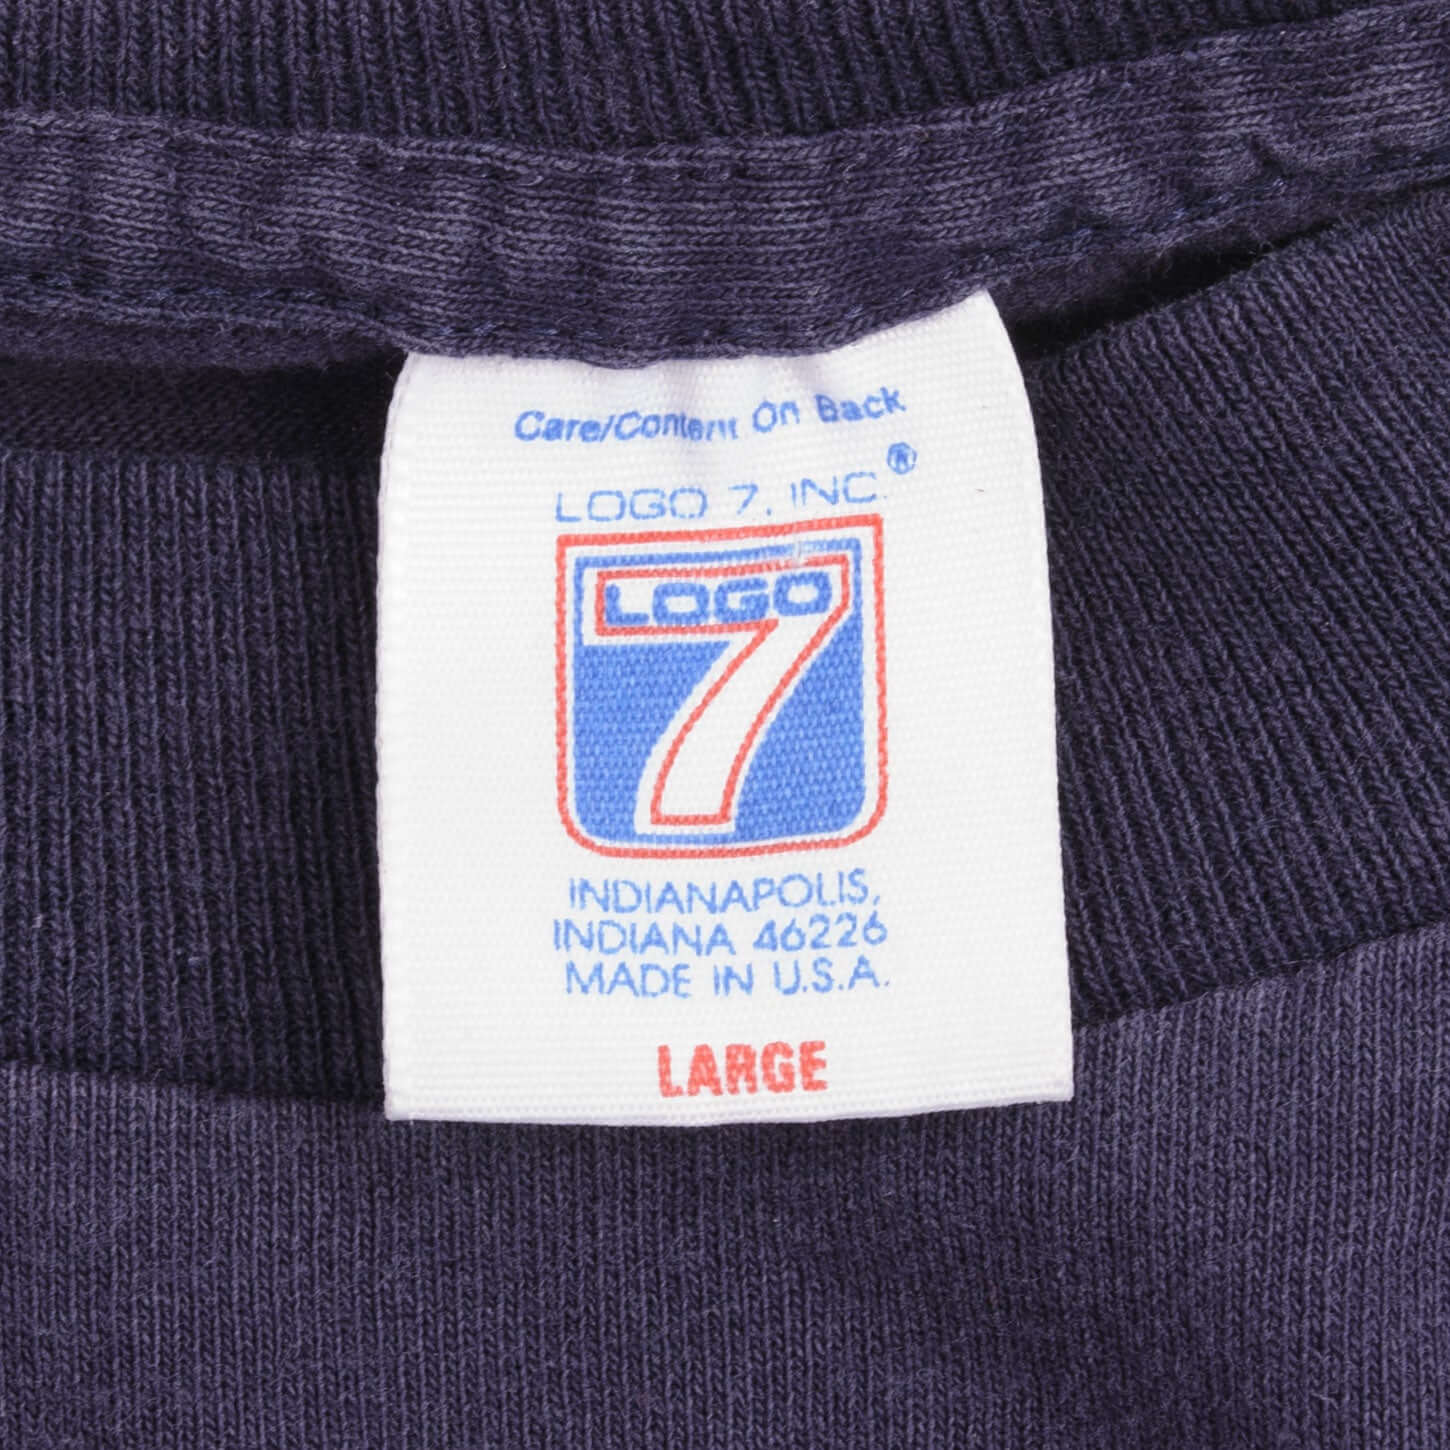 Care/Content On Back
LOGO 7, INC.®
LOGO
7
INDIANAPOLIS,
INDIANA 46226
MADE IN U.S.A.
LARGE